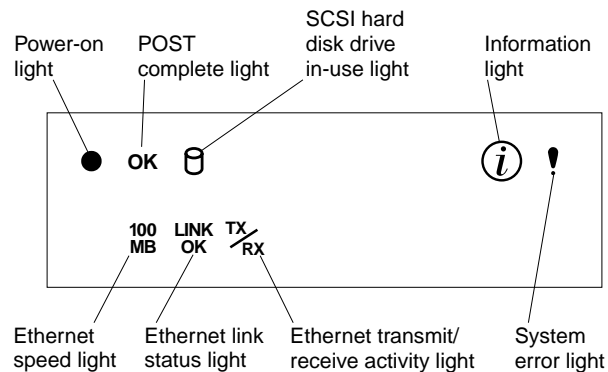 SCSI hard
disk drive
in-use light
Power-on
light
POST
complete light
Information
light
OK
i
!
100
MB
LINK
OK
TX/RX
Ethernet
speed light
Ethernet link
status light
Ethernet transmit/
receive activity light
System
error light